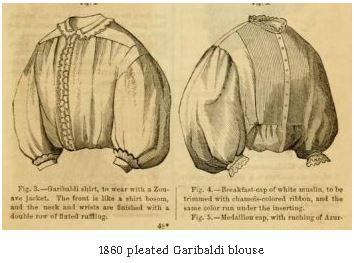 Fig. 3.—Garibaldi shirt, to wear with a Zou-
ave jacket. The front is like a shirt bosom,
and the neck and wrists are finished with a
double row of fluted ruffling.
48*
Fig. 4.—Breakfast-cap of white muslin, to be
trimmed with chamois-colored ribbon, and the
same color run under the inserting.
Fig. 5.—Medallion cap, with ruching of Azur-
1860 pleated Garibaldi blouse